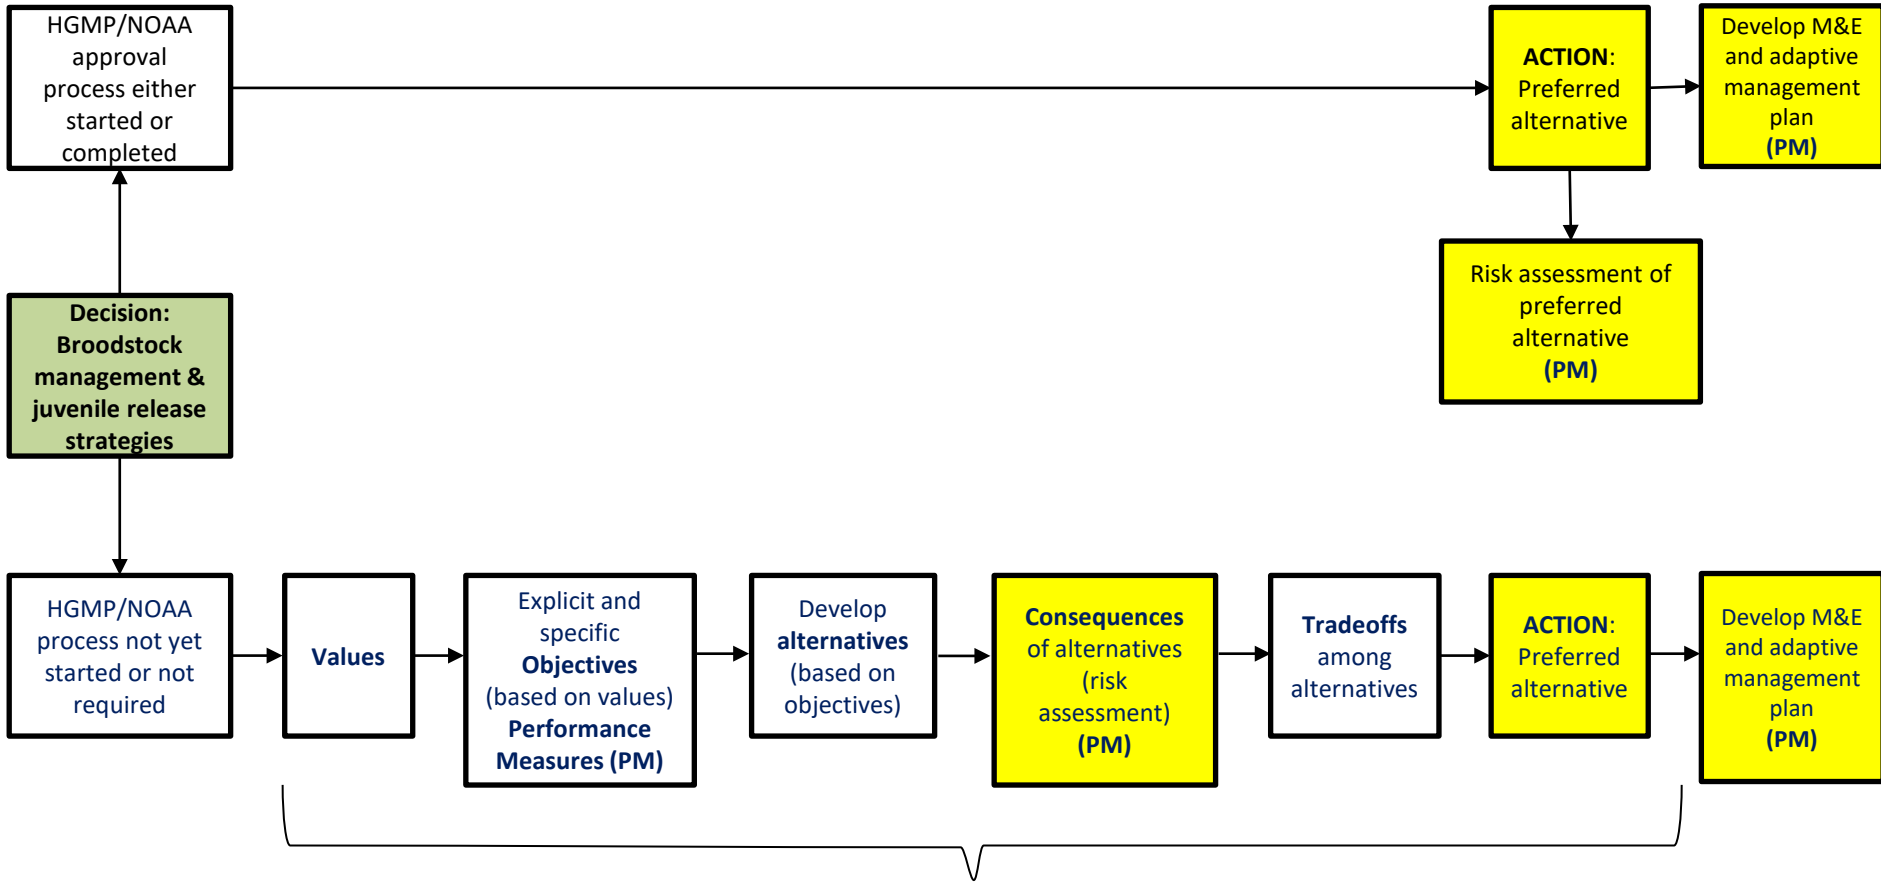 HGMP/NOAA
approval
process either
started or
completed
ACTION:
Preferred
alternative
Develop M&E
and adaptive
management
plan
(PM)
Risk assessment of
preferred
alternative
(PM)
Decision:
Broodstock
management &
juvenile release
strategies
HGMP/NOAA
process not yet
started or not
required
Values
Explicit and
specific
Objectives
(based on values)
Performance
Measures (PM)
Develop
alternatives
(based on
objectives)
Consequences
of alternatives
(risk
assessment)
(PM)
Tradeoffs
among
alternatives
ACTION:
Preferred
alternative
Develop M&E
and adaptive
management
plan
(PM)